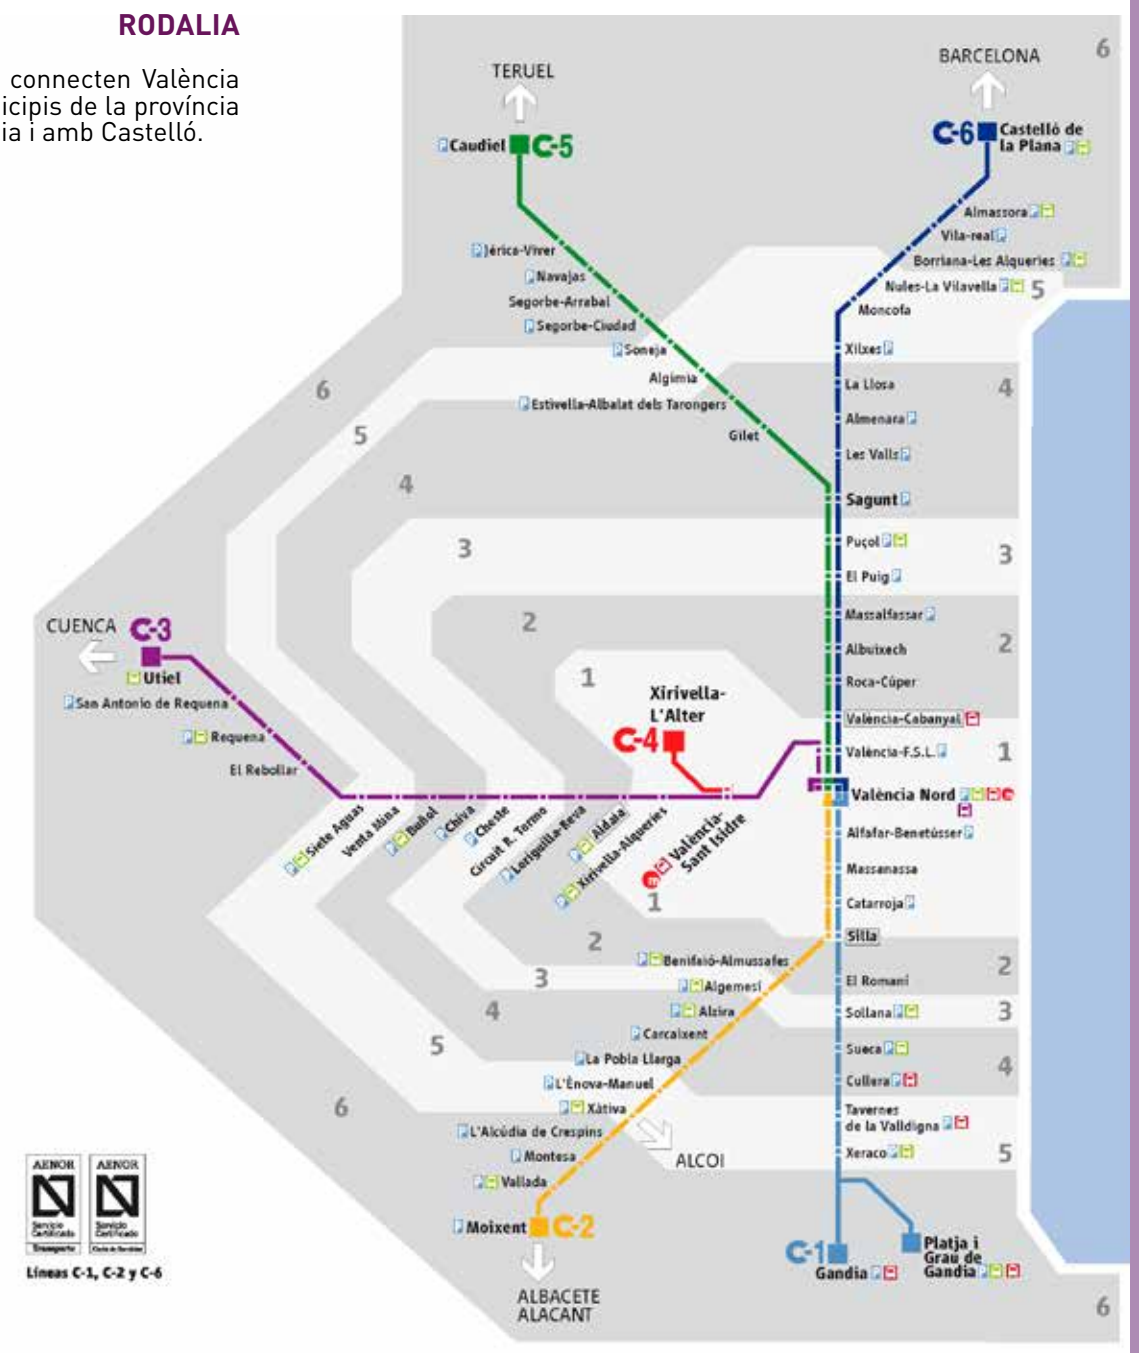 RODALIA
connecten València
icipis de la província
ia i amb Castelló.
6
BARCELONA
TERUEL
Caudiel
C-5
C-6
Castelló de
la Plana
Almassora
Vila-real
Borriana-Les Alqueries
Nules-La Vilavella
5
Moncofa
Jérica-Viver
Navajas
Segorbe-Arrabal
Segorbe-Ciudad
Soneja
Algimia
Estivella-Albalat dels Tarongers
Gilet
Xilxes
La Llosa
4
Almenara
Les Valls
Sagunt
6
5
4
3
2
1
Puçol
3
El Puig
Massalfassar
2
Albuixech
Roca-Cúper
València-Cabanyal
València-F.S.L.
1
València Nord
CUENCA
C-3
Utiel
San Antonio de Requena
Requena
El Rebollar
Xirivella-
L'Alter
C-4
Siete Aguas
Venta Mina
Buñol
Chiva
Cheste
Circuit R. Tormo
Loriguilla-Reva
Aldaia
Xirivella-Alqueries
València-
Sant Isidre
m
Alfafar-Benetússer
Massanassa
Catarroja
Silla
1
2
3
4
5
6
Benifaió-Almussafes
Algemesí
Alzira
Carcaixent
La Pobla Llarga
L'Ènova-Manuel
Xàtiva
L'Alcúdia de Crespins
Montesa
Vallada
Moixent
C-2
ALCOI
ALBACETE
ALACANT
El Romaní
2
Sollana
3
Sueca
4
Cullera
Tavernes
de la Valldigna
Xeraco
5
C-1
Gandia
Platja i
Grau de
Gandia
6
AENOR
AENOR
Servicio
Certificado
Servicio
Certificado
Transporte
Líneas C-1, C-2 y C-6